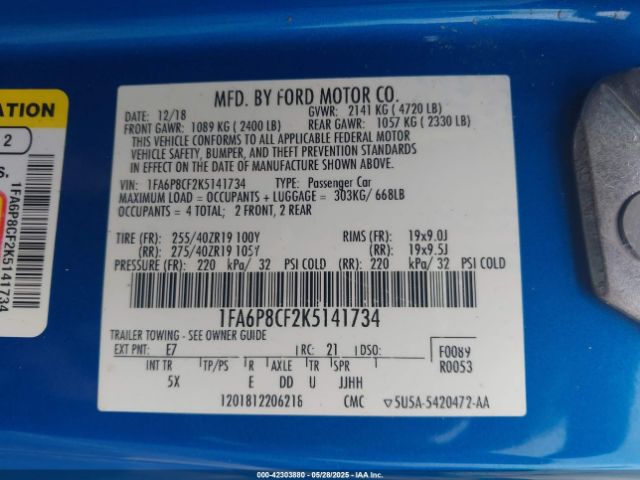 ATION
2
S.
1FA6P8CF2K5141734
MFD. BY FORD MOTOR CO.
DATE: 12/18 GVWR: 2141 KG ( 4720 LB)
FRONT GAWR: 1089 KG ( 2400 LB) REAR GAWR: 1057 KG ( 2330 LB)
THIS VEHICLE CONFORMS TO ALL APPLICABLE FEDERAL MOTOR
VEHICLE SAFETY, BUMPER, AND THEFT PREVENTION STANDARDS
IN EFFECT ON THE DATE OF MANUFACTURE SHOWN ABOVE
VIN: 1FA6P8CF2K5141734 TYPE: Passenger Car
MAXIMUM LOAD = OCCUPANTS + LUGGAGE = 303KG/ 668LB
OCCUPANTS = 4 TOTAL; 2 FRONT, 2 REAR
TIRE (FR): 255/40ZR19 100Y RIMS (FR): 19x9.0J
(RR): 275/40ZR19 105Y (RR): 19x9.5J
PRESSURE (FR): 220 kPa/ 32 PSI COLD (RR): 220 kPa/ 32 PSI COLD
1FA6P8CF2K5141734
TRAILER TOWING - SEE OWNER GUIDE
EXT PNT: E7 RC: 21 DSO: F0089
INT TR TP/PS R AXLE TR SPR R0053
5X E DD U JJHH
1201812206216 CMC ▽5U5A-5420472-AA
000-42303880 - 05/28/2025 - IAA, INC.